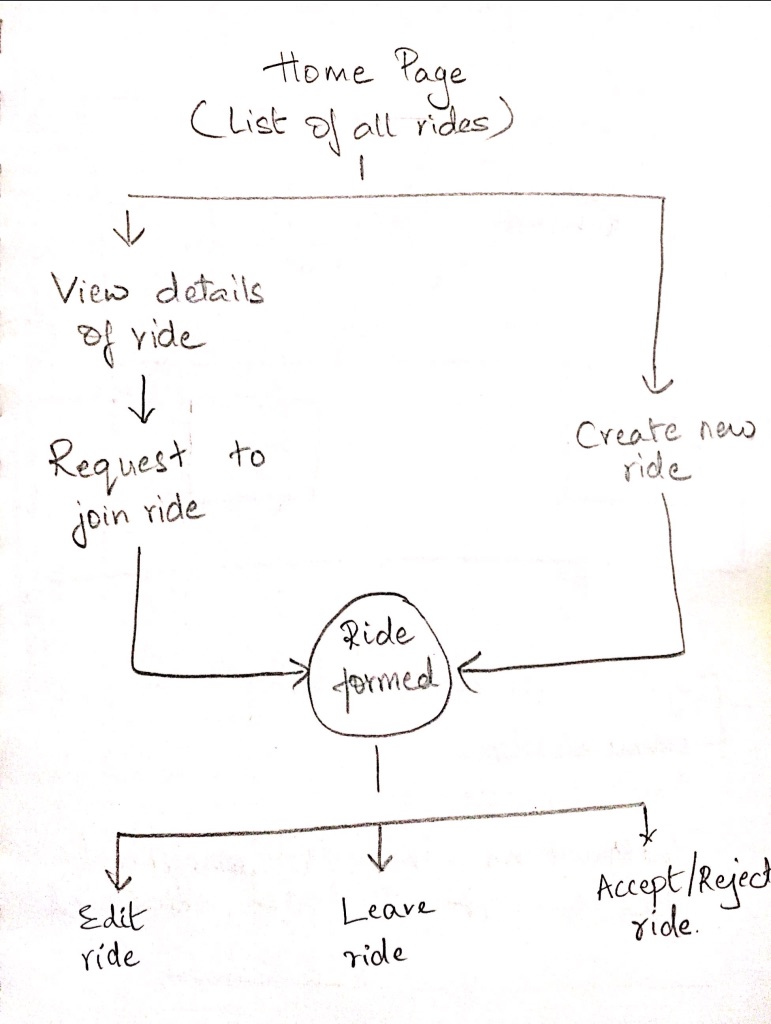 Home Page
(List of all rides)
View details
of ride
Request to
join ride
Create new
ride
Ride
formed
Edit
ride
Leave
ride
Accept/Reject
ride.